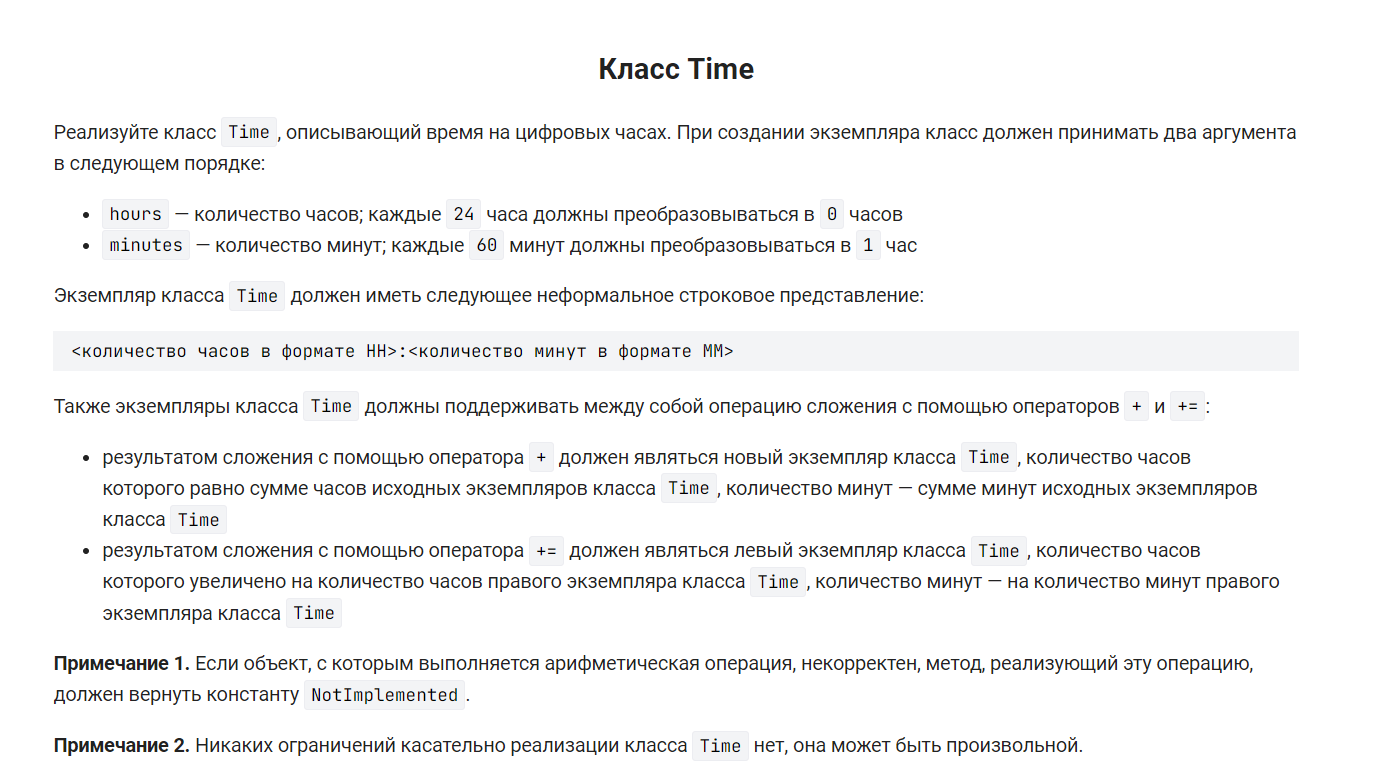 Класс Time
Реализуйте класс Time, описывающий время на цифровых часах. При создании экземпляра класс должен принимать два аргумента
в следующем порядке:
• hours — количество часов; каждые 24 часа должны преобразовываться в 0 часов
• minutes — количество минут; каждые 60 минут должны преобразовываться в 1 час
Экземпляр класса Time должен иметь следующее неформальное строковое представление:
<количество часов в формате HH>:<количество минут в формате MM>
Также экземпляры класса Time должны поддерживать между собой операцию сложения с помощью операторов + и +=:
• результатом сложения с помощью оператора + должен являться новый экземпляр класса Time, количество часов
которого равно сумме часов исходных экземпляров класса Time, количество минут — сумме минут исходных экземпляров
класса Time
• результатом сложения с помощью оператора += должен являться левый экземпляр класса Time, количество часов
которого увеличено на количество часов правого экземпляра класса Time, количество минут — на количество минут правого
экземпляра класса Time
Примечание 1. Если объект, с которым выполняется арифметическая операция, некорректен, метод, реализующий эту операцию,
должен вернуть константу NotImplemented.
Примечание 2. Никаких ограничений касательно реализации класса Time нет, она может быть произвольной.